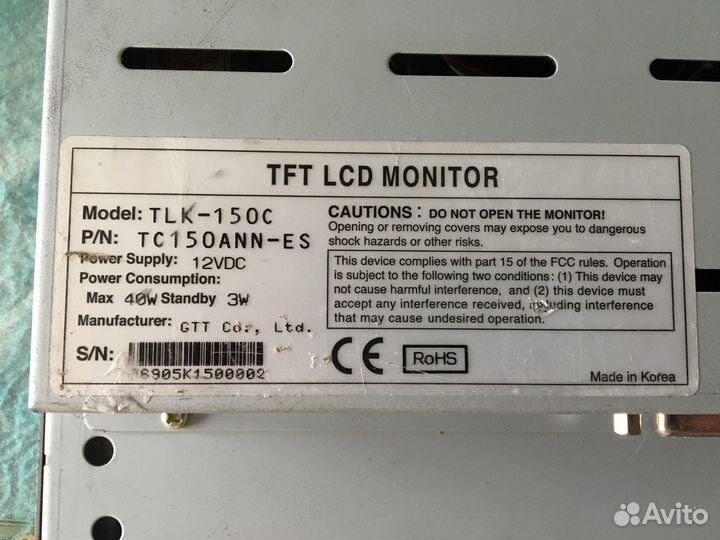 TFT LCD MONITOR
Model: TLK-150C
P/N: TC150ANN-ES
Power Supply: 12VDC
Power Consumption:
Max 40W Standby 3W
Manufacturer: GTT Co., Ltd.
S/N:
6905K1500002
CAUTIONS: DO NOT OPEN THE MONITOR!
Opening or removing covers may expose you to dangerous
shock hazards or other risks.
This device complies with part 15 of the FCC rules. Operation
is subject to the following two conditions: (1) This device may
not cause harmful interference, and (2) this device must
accept any interference received, including interference
that may cause undesired operation.
CE RoHS
Made in Korea
Avito